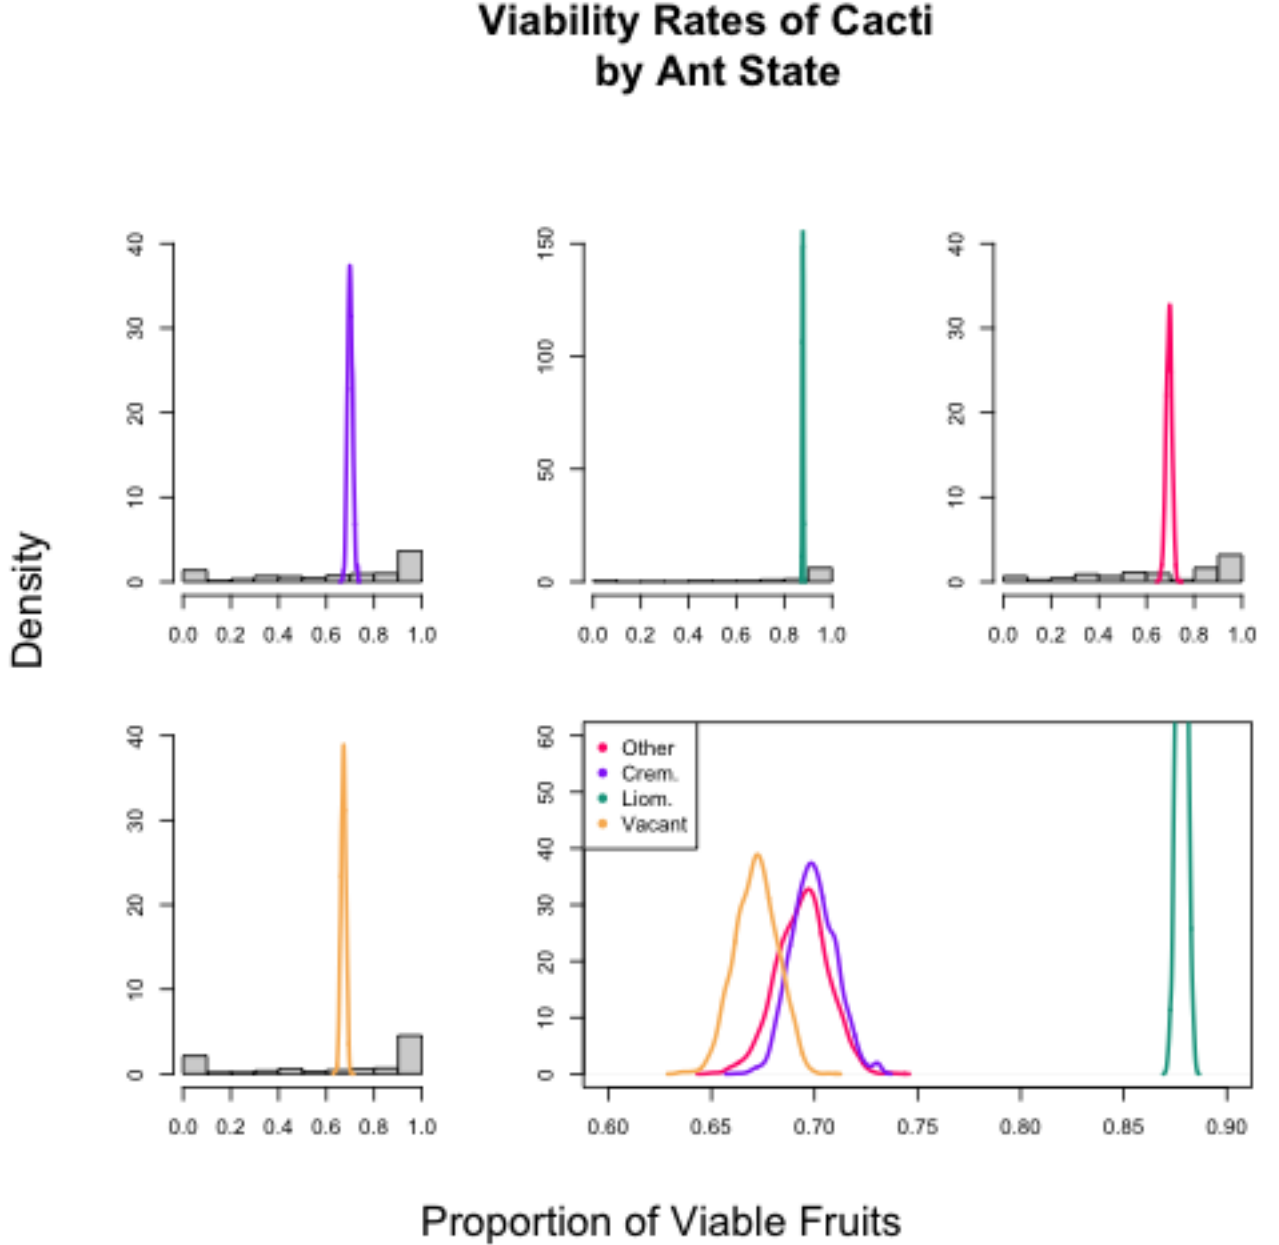 Viability Rates of Cacti
by Ant State
Density
40
30
20
10
0
0.0 0.2 0.4 0.6 0.8 1.0
150
100
50
0
0.0 0.2 0.4 0.6 0.8 1.0
40
30
20
10
0
0.0 0.2 0.4 0.6 0.8 1.0
40
30
20
10
0
0.0 0.2 0.4 0.6 0.8 1.0
60
50
40
30
20
10
0
Other
Crem.
Liom.
Vacant
0.60 0.65 0.70 0.75 0.80 0.85 0.90
Proportion of Viable Fruits